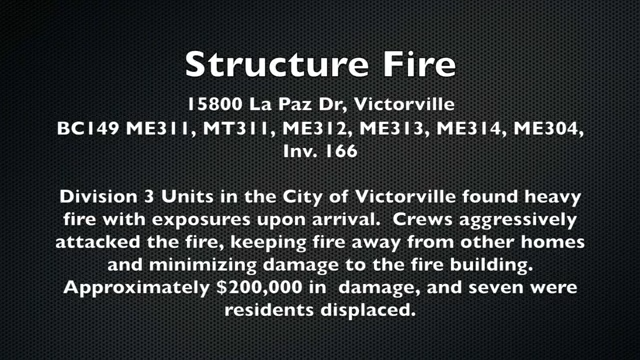 Structure Fire
15800 La Paz Dr, Victorville
BC149 ME311, MT311, ME312, ME313, ME314, ME304,
Inv. 166
Division 3 Units in the City of Victorville found heavy
fire with exposures upon arrival.  Crews aggressively
attacked the fire, keeping fire away from other homes
and minimizing damage to the fire building.
Approximately $200,000 in  damage, and seven were
residents displaced.